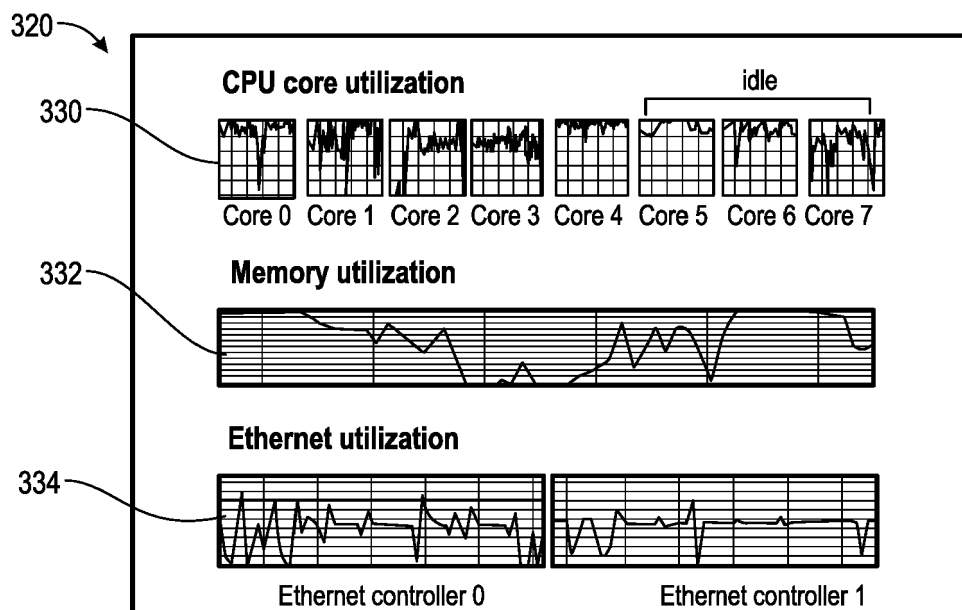 320
CPU core utilization
idle
330
Core 0 Core 1 Core 2 Core 3 Core 4 Core 5 Core 6 Core 7
Memory utilization
332
Ethernet utilization
334
Ethernet controller 0 Ethernet controller 1